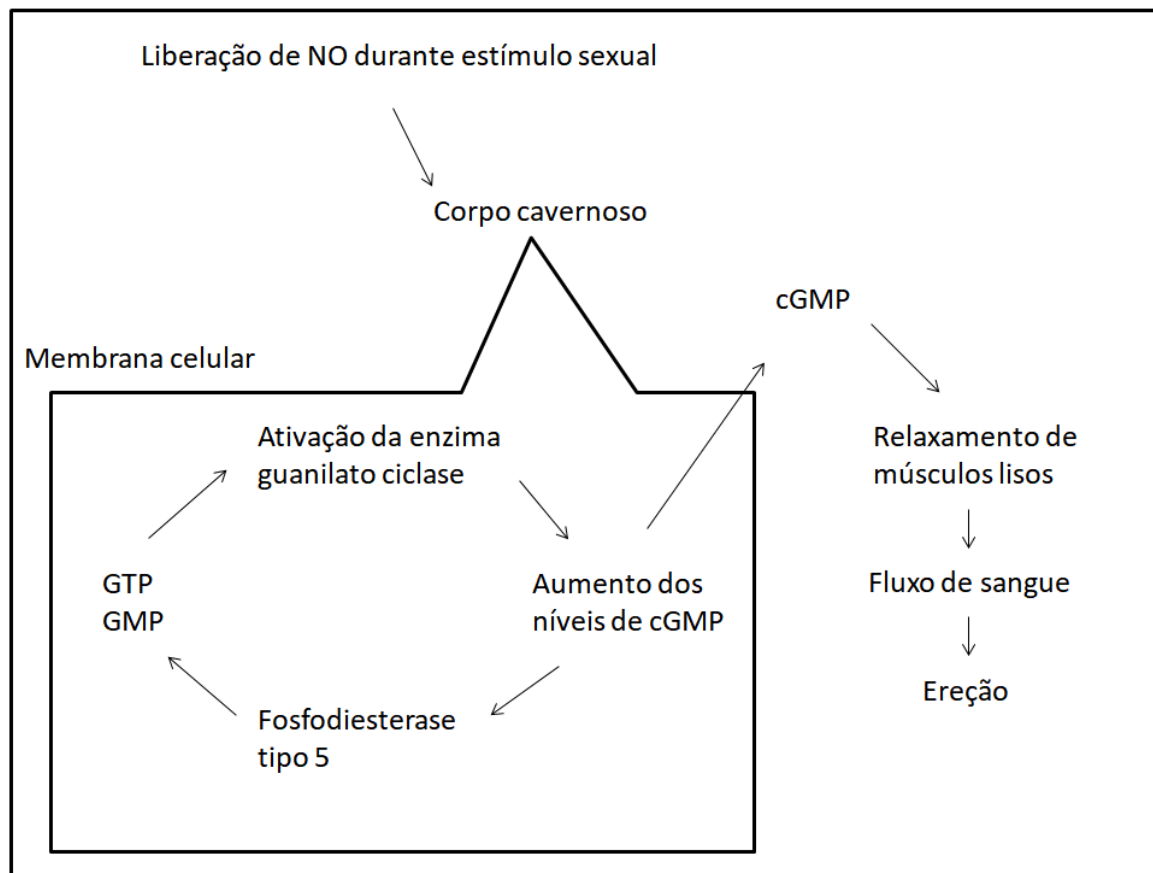 Liberação de NO durante estímulo sexual
Corpo cavernoso
cGMP
Membrana celular
Ativação da enzima
guanilato ciclase
Relaxamento de
músculos lisos
GTP
GMP
Aumento dos
níveis de cGMP
Fluxo de sangue
Fosfodiesterase
tipo 5
Ereção